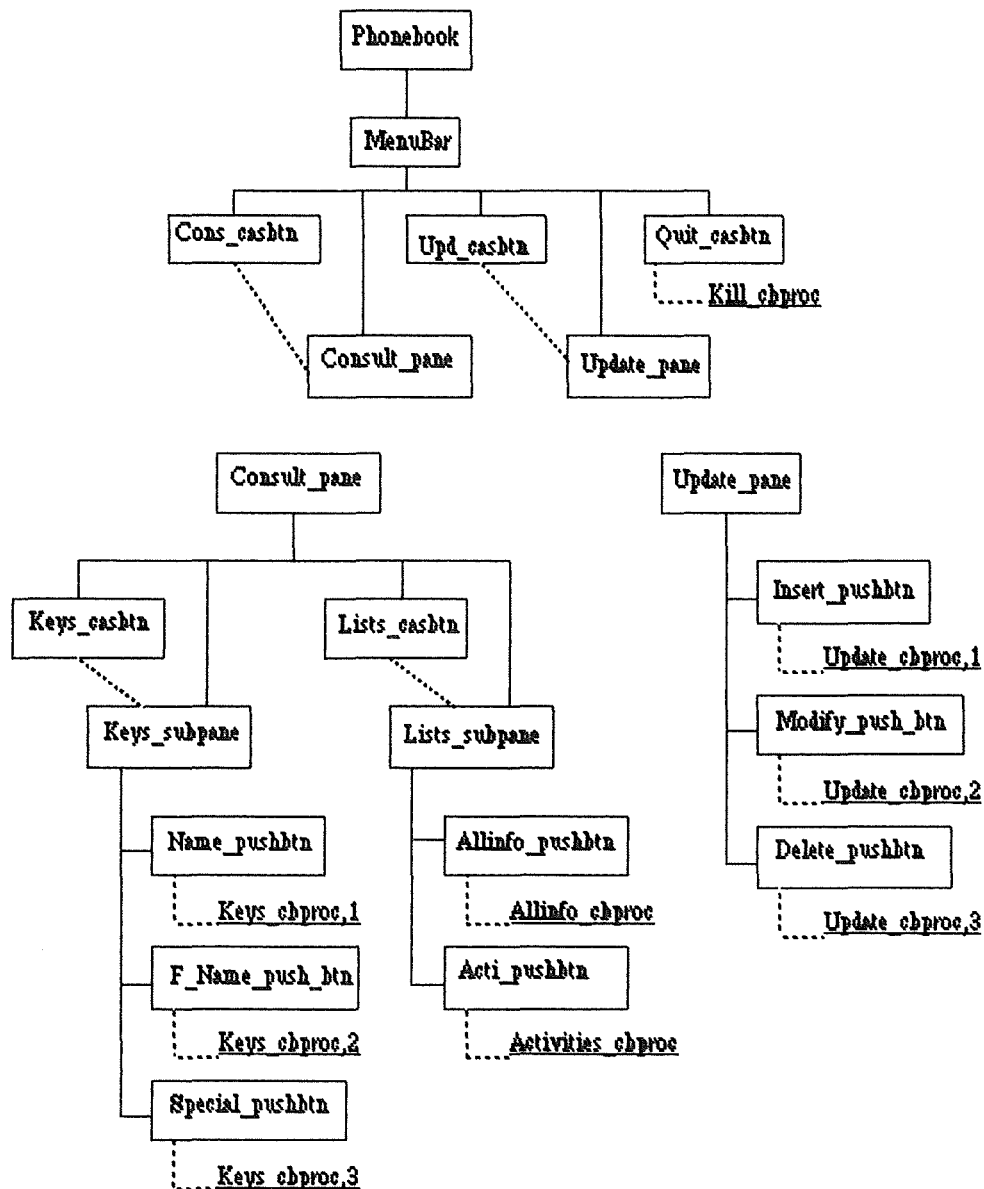 Phonebook
MenuBar
Cons_casbtn
Upd_casbtn
Quit_casbtn
Kill_cbproc
Consult_pane
Update_pane
Consult_pane
Update_pane
Keys_casbtn
Lists_casbtn
Insert_pushbtn
Update_cbproc,1
Keys_subpane
Lists_subpane
Modify_push_btn
Update_cbproc,2
Name_pushbtn
Allinfo_pushbtn
Delete_pushbtn
Keys_cbproc,1
Allinfo_cbproc
Update_cbproc,3
F_Name_push_btn
Acti_pushbtn
Keys_cbproc,2
Activities_cbproc
Special_pushbtn
Keys_cbproc,3